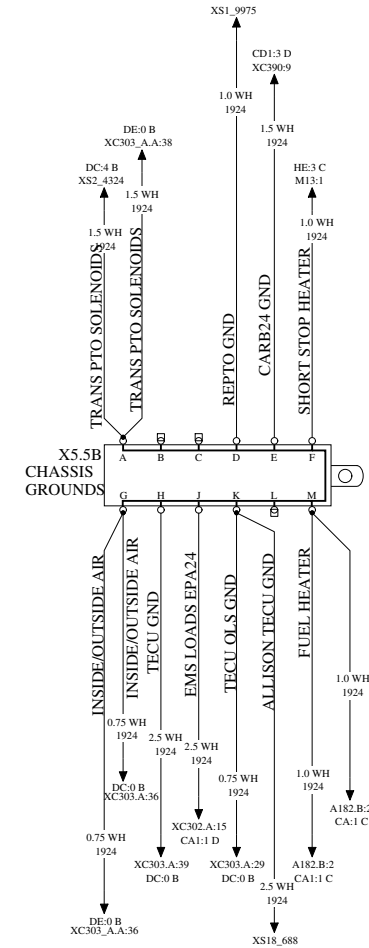 XS1_9975
CD1:3 D
XC390:9
1.0 WH
1924
DE:0 B
XC303_A.A:38
1.5 WH
1924
DC:4 B
XS2_4324
HE:3 C
M13:1
1.5 WH
1924
1.0 WH
1924
1.5 WH
1924
TRANS PTO SOLENOIDS
TRANS PTO SOLENOIDS
REPTO GND
CARB24 GND
SHORT STOP HEATER
X5.5B
CHASSIS
GROUNDS
A B C D E F
G H J K L M
INSIDE/OUTSIDE AIR
INSIDE/OUTSIDE AIR
TECU GND
EMS LOADS EPA24
TECU OLS GND
ALLISON TECU GND
FUEL HEATER
1.0 WH
1924
0.75 WH
1924
2.5 WH
1924
2.5 WH
1924
0.75 WH
1924
1.0 WH
1924
DC:0 B
XC303.A:36
A182.B:2
CA:1 C
XC302.A:15
CA1:1 D
0.75 WH
1924
XC303.A:39
DC:0 B
XC303.A:29
DC:0 B
A182.B:2
CA1:1 C
2.5 WH
1924
DE:0 B
XC303_A.A:36
XS18_688